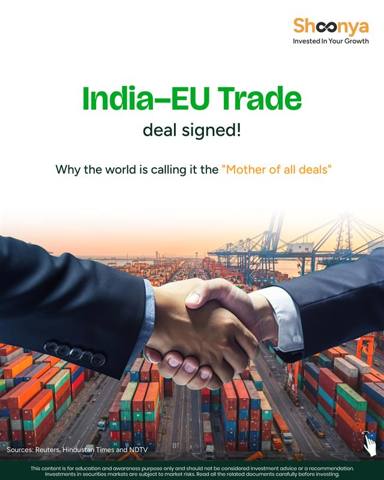 Shoonya
Invested In Your Growth
India–EU Trade
deal signed!
Why the world is calling it the "Mother of all deals"
Sources: Reuters, Hindustan Times and NDTV
This content is for education and awareness purpose only and should not be considered investment advice or a recommendation.
Investments in securities markets are subject to market risks. Read all the related documents carefully before investing.